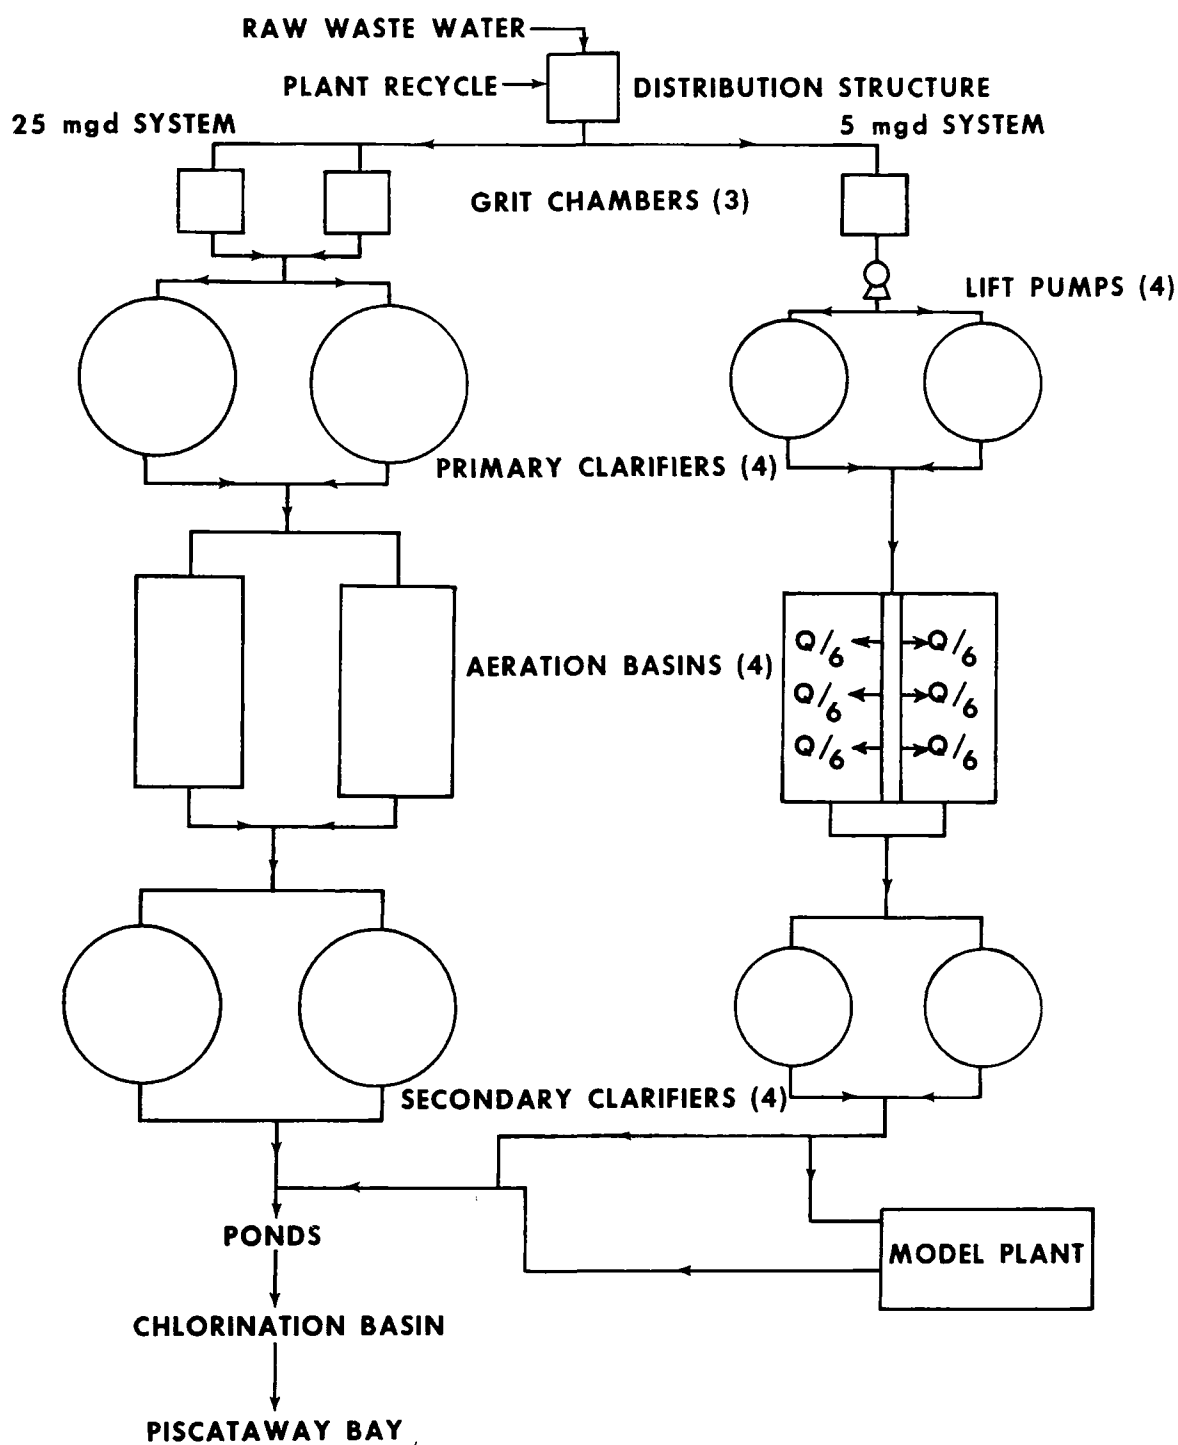 RAW WASTE WATER
PLANT RECYCLE
DISTRIBUTION STRUCTURE
25 mgd SYSTEM
5 mgd SYSTEM
GRIT CHAMBERS (3)
LIFT PUMPS (4)
PRIMARY CLARIFIERS (4)
Q/6 Q/6
AERATION BASINS (4)
Q/6 Q/6
Q/6 Q/6
SECONDARY CLARIFIERS (4)
PONDS
MODEL PLANT
CHLORINATION BASIN
PISCATAWAY BAY